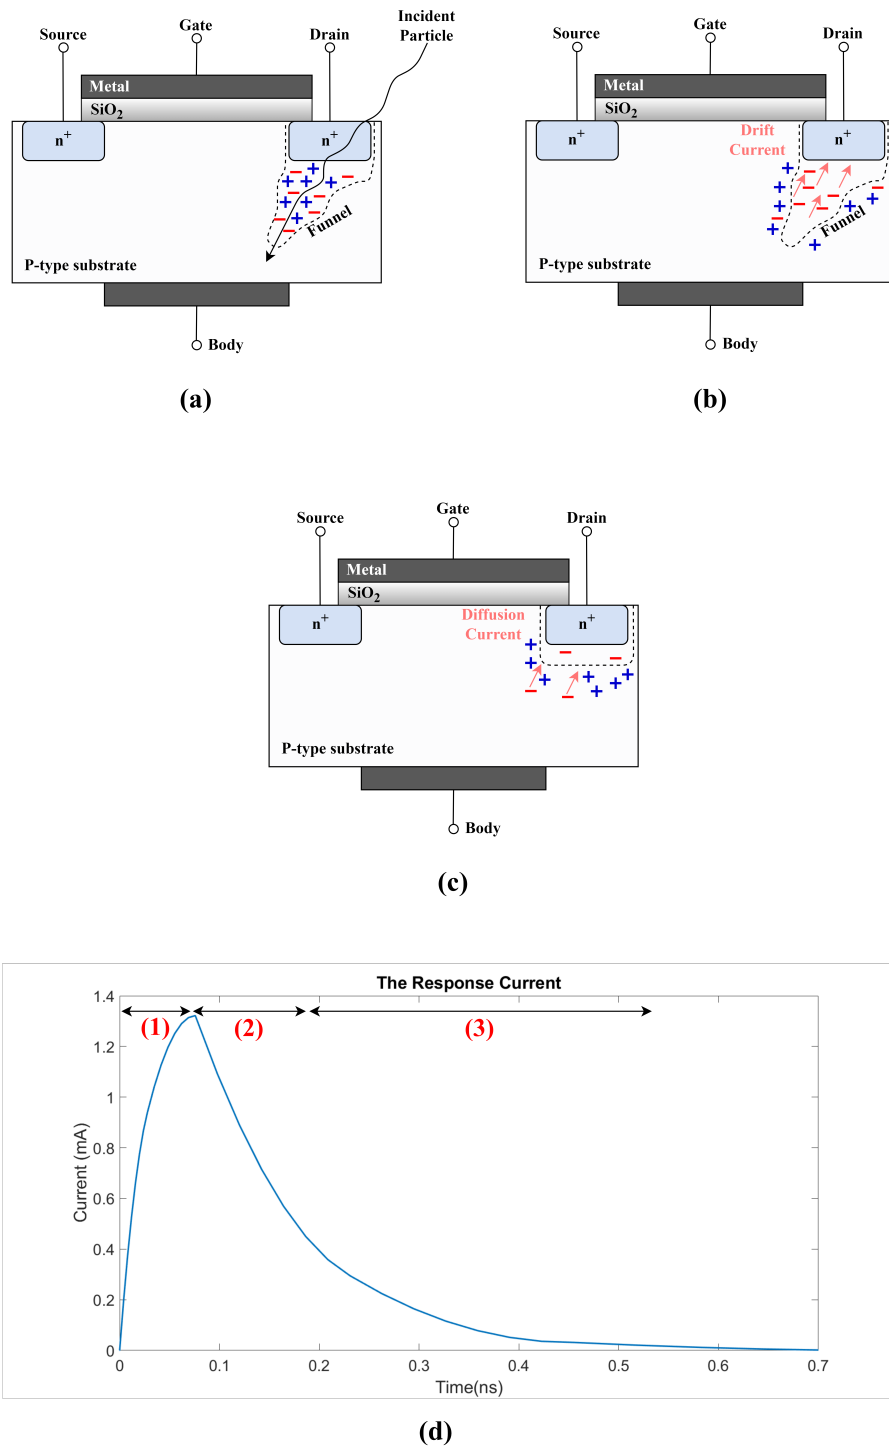 Incident
Particle
Source
Gate
Drain
Metal
SiO2
n+
n+
Funnel
P-type substrate
Body
(a)
Source
Gate
Drain
Metal
SiO2
n+
Drift
Current
n+
Funnel
P-type substrate
Body
(b)
Source
Gate
Drain
Metal
SiO2
n+
Diffusion
Current
n+
P-type substrate
Body
(c)
The Response Current
1.4
1.2
1
0.8
0.6
0.4
0.2
0
Current (mA)
(1)
(2)
(3)
0
0.1
0.2
0.3
0.4
0.5
0.6
0.7
Time(ns)
(d)